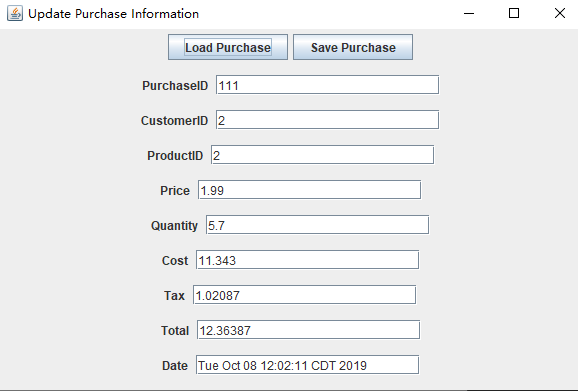 Update Purchase Information
Load Purchase Save Purchase
PurchaseID 111
CustomerID 2
ProductID 2
Price 1.99
Quantity 5.7
Cost 11.343
Tax 1.02087
Total 12.36387
Date Tue Oct 08 12:02:11 CDT 2019